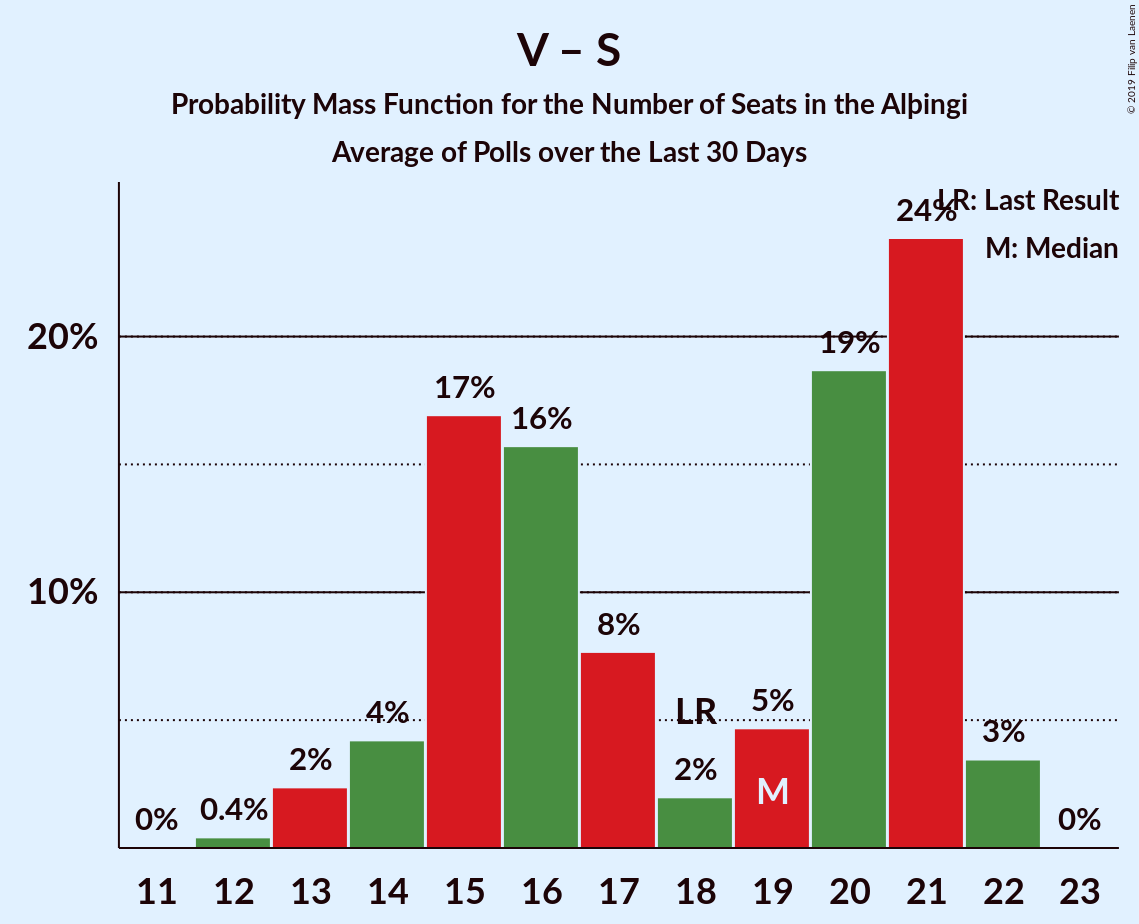 V – S
Probability Mass Function for the Number of Seats in the Alþingi
Average of Polls over the Last 30 Days
© 2019 Filip van Laenen
LR: Last Result
M: Median
20%
10%
0%
0.4%
2%
4%
17%
16%
8%
LR
2%
5%
M
19%
24%
3%
0%
11 12 13 14 15 16 17 18 19 20 21 22 23